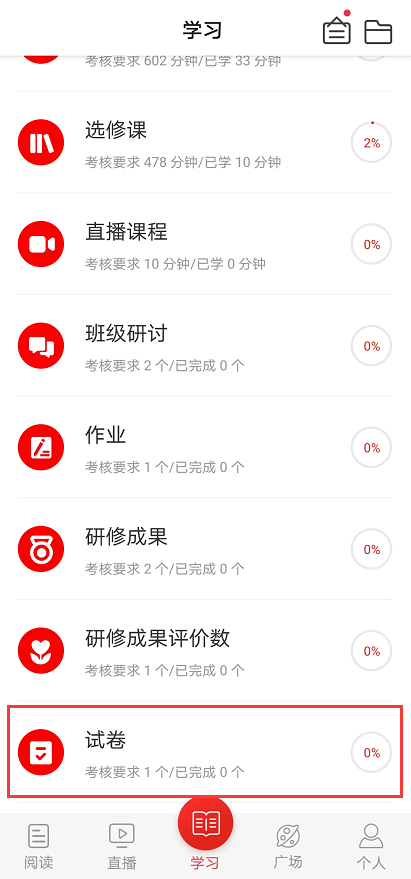 学习
考核要求 602 分钟/已学 33 分钟
选修课
考核要求 478 分钟/已学 10 分钟
2%
直播课程
考核要求 10 分钟/已学 0 分钟
0%
班级研讨
考核要求 2 个/已完成 0 个
0%
作业
考核要求 1 个/已完成 0 个
0%
研修成果
考核要求 2 个/已完成 0 个
0%
研修成果评价数
考核要求 1 个/已完成 0 个
0%
试卷
考核要求 1 个/已完成 0 个
0%
阅读
直播
学习
广场
个人